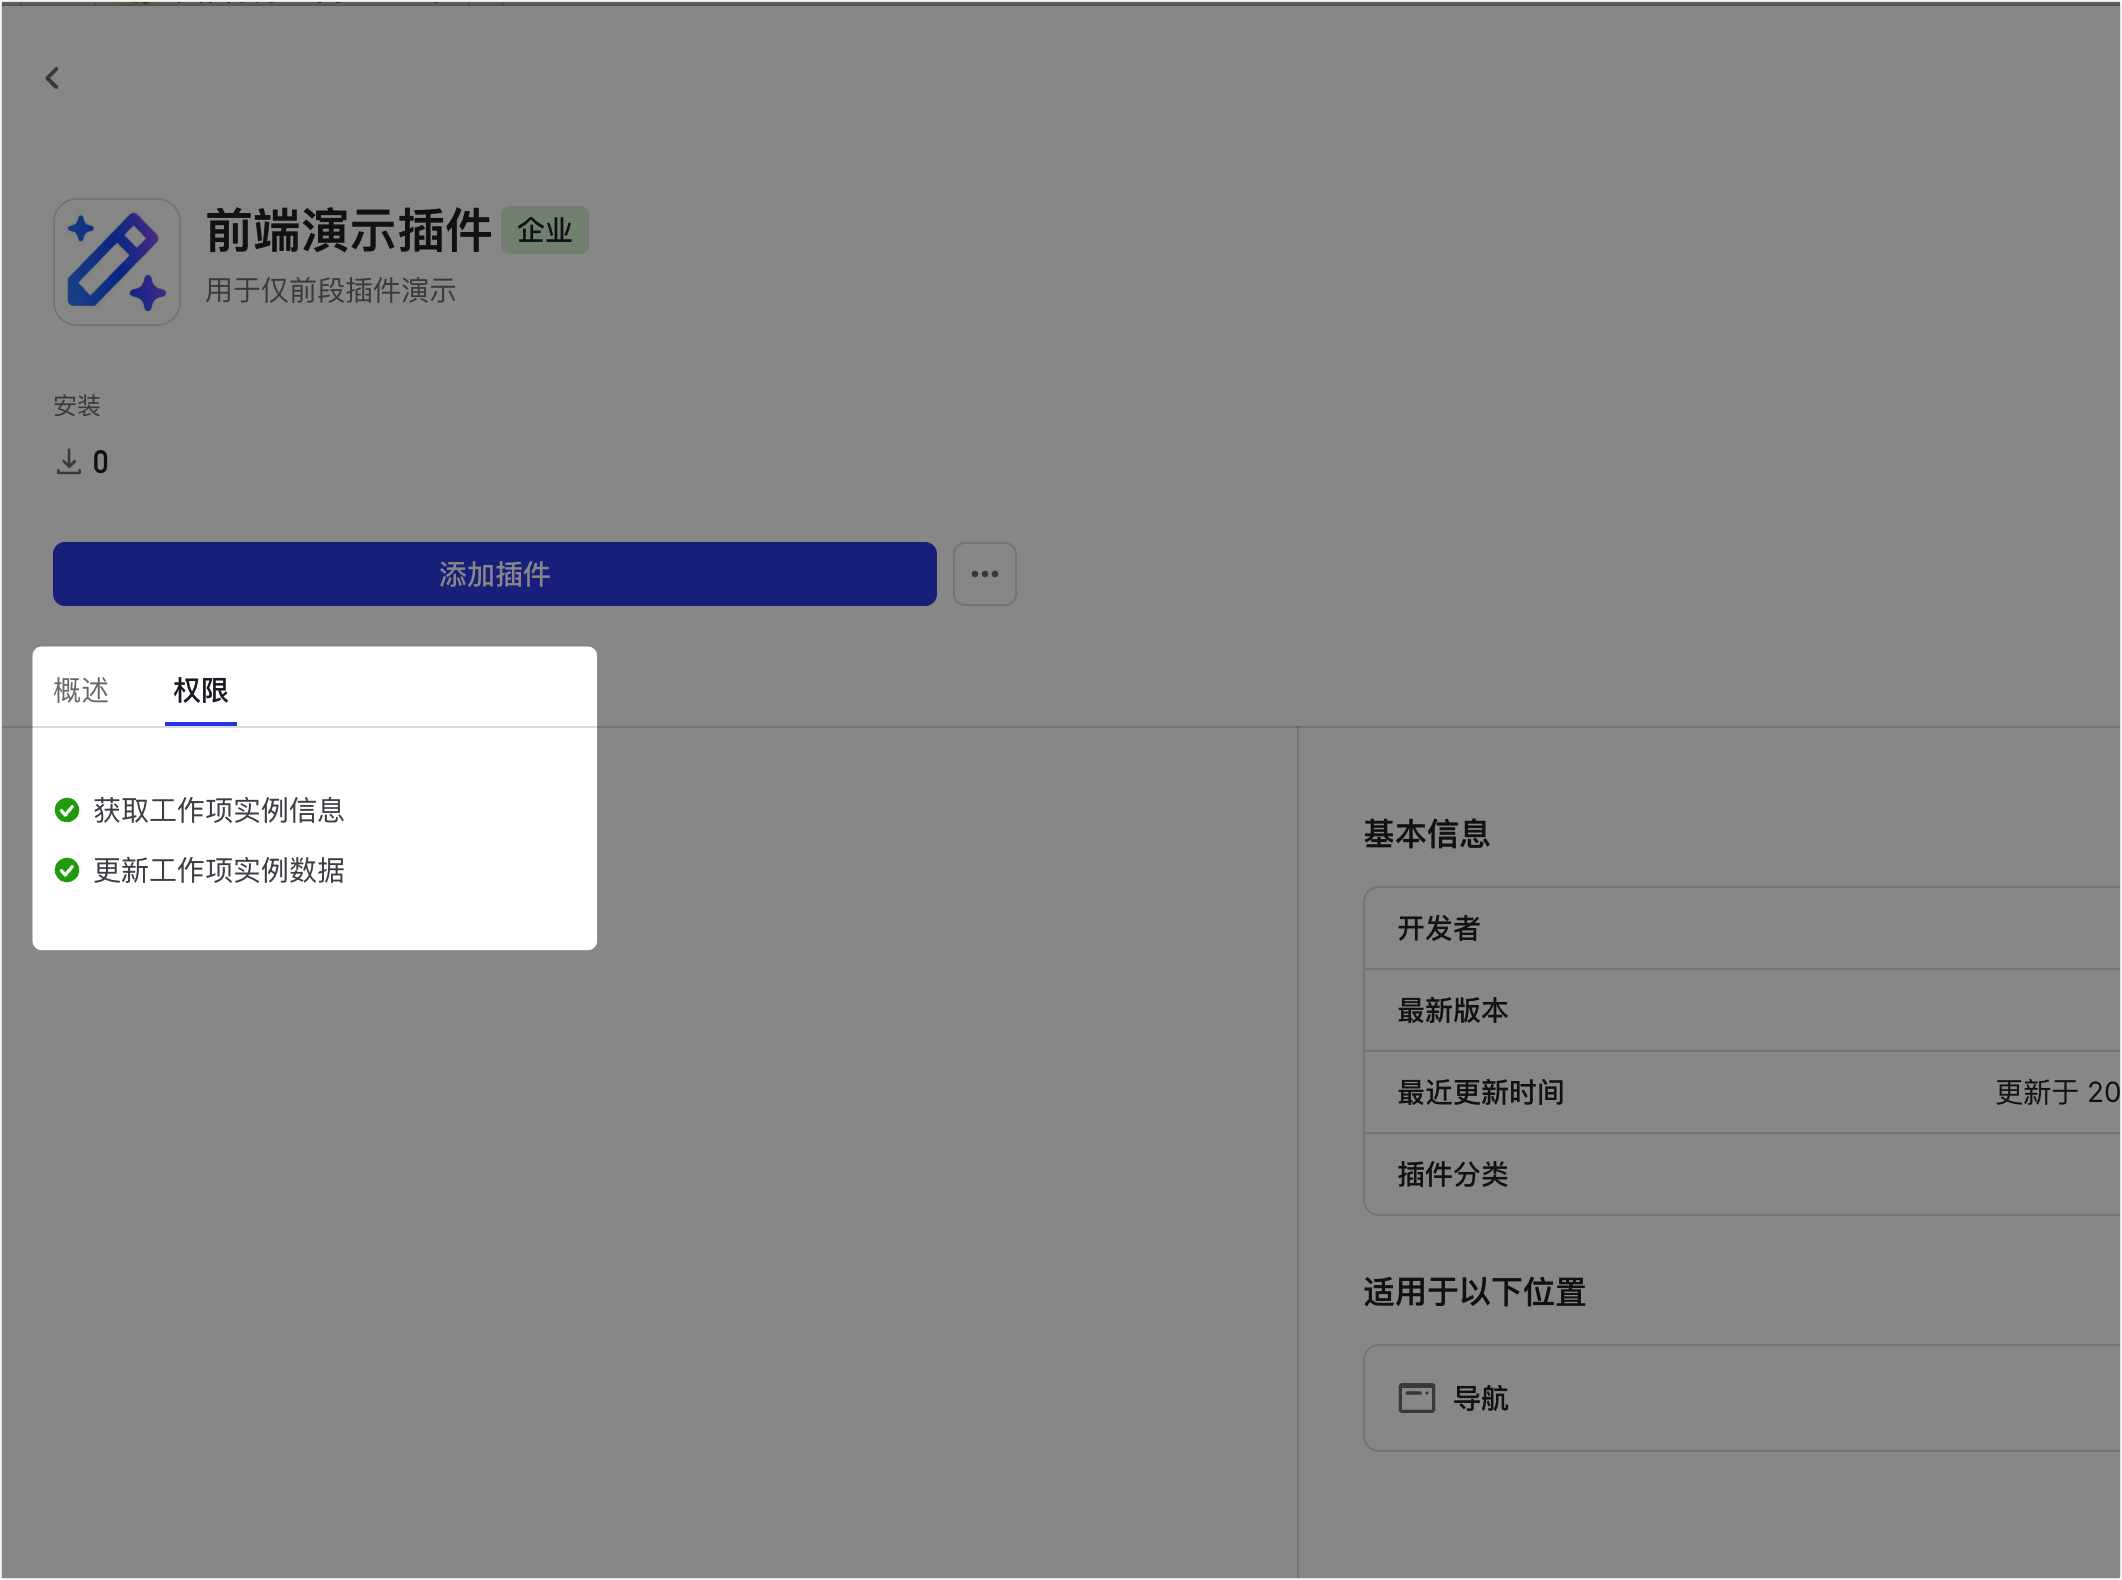 前端演示插件 企业
用于仅前段插件演示
安装
0
添加插件
概述 权限
获取工作项实例信息
更新工作项实例数据
基本信息
开发者
最新版本
最近更新时间 更新于 20
插件分类
适用于以下位置
导航